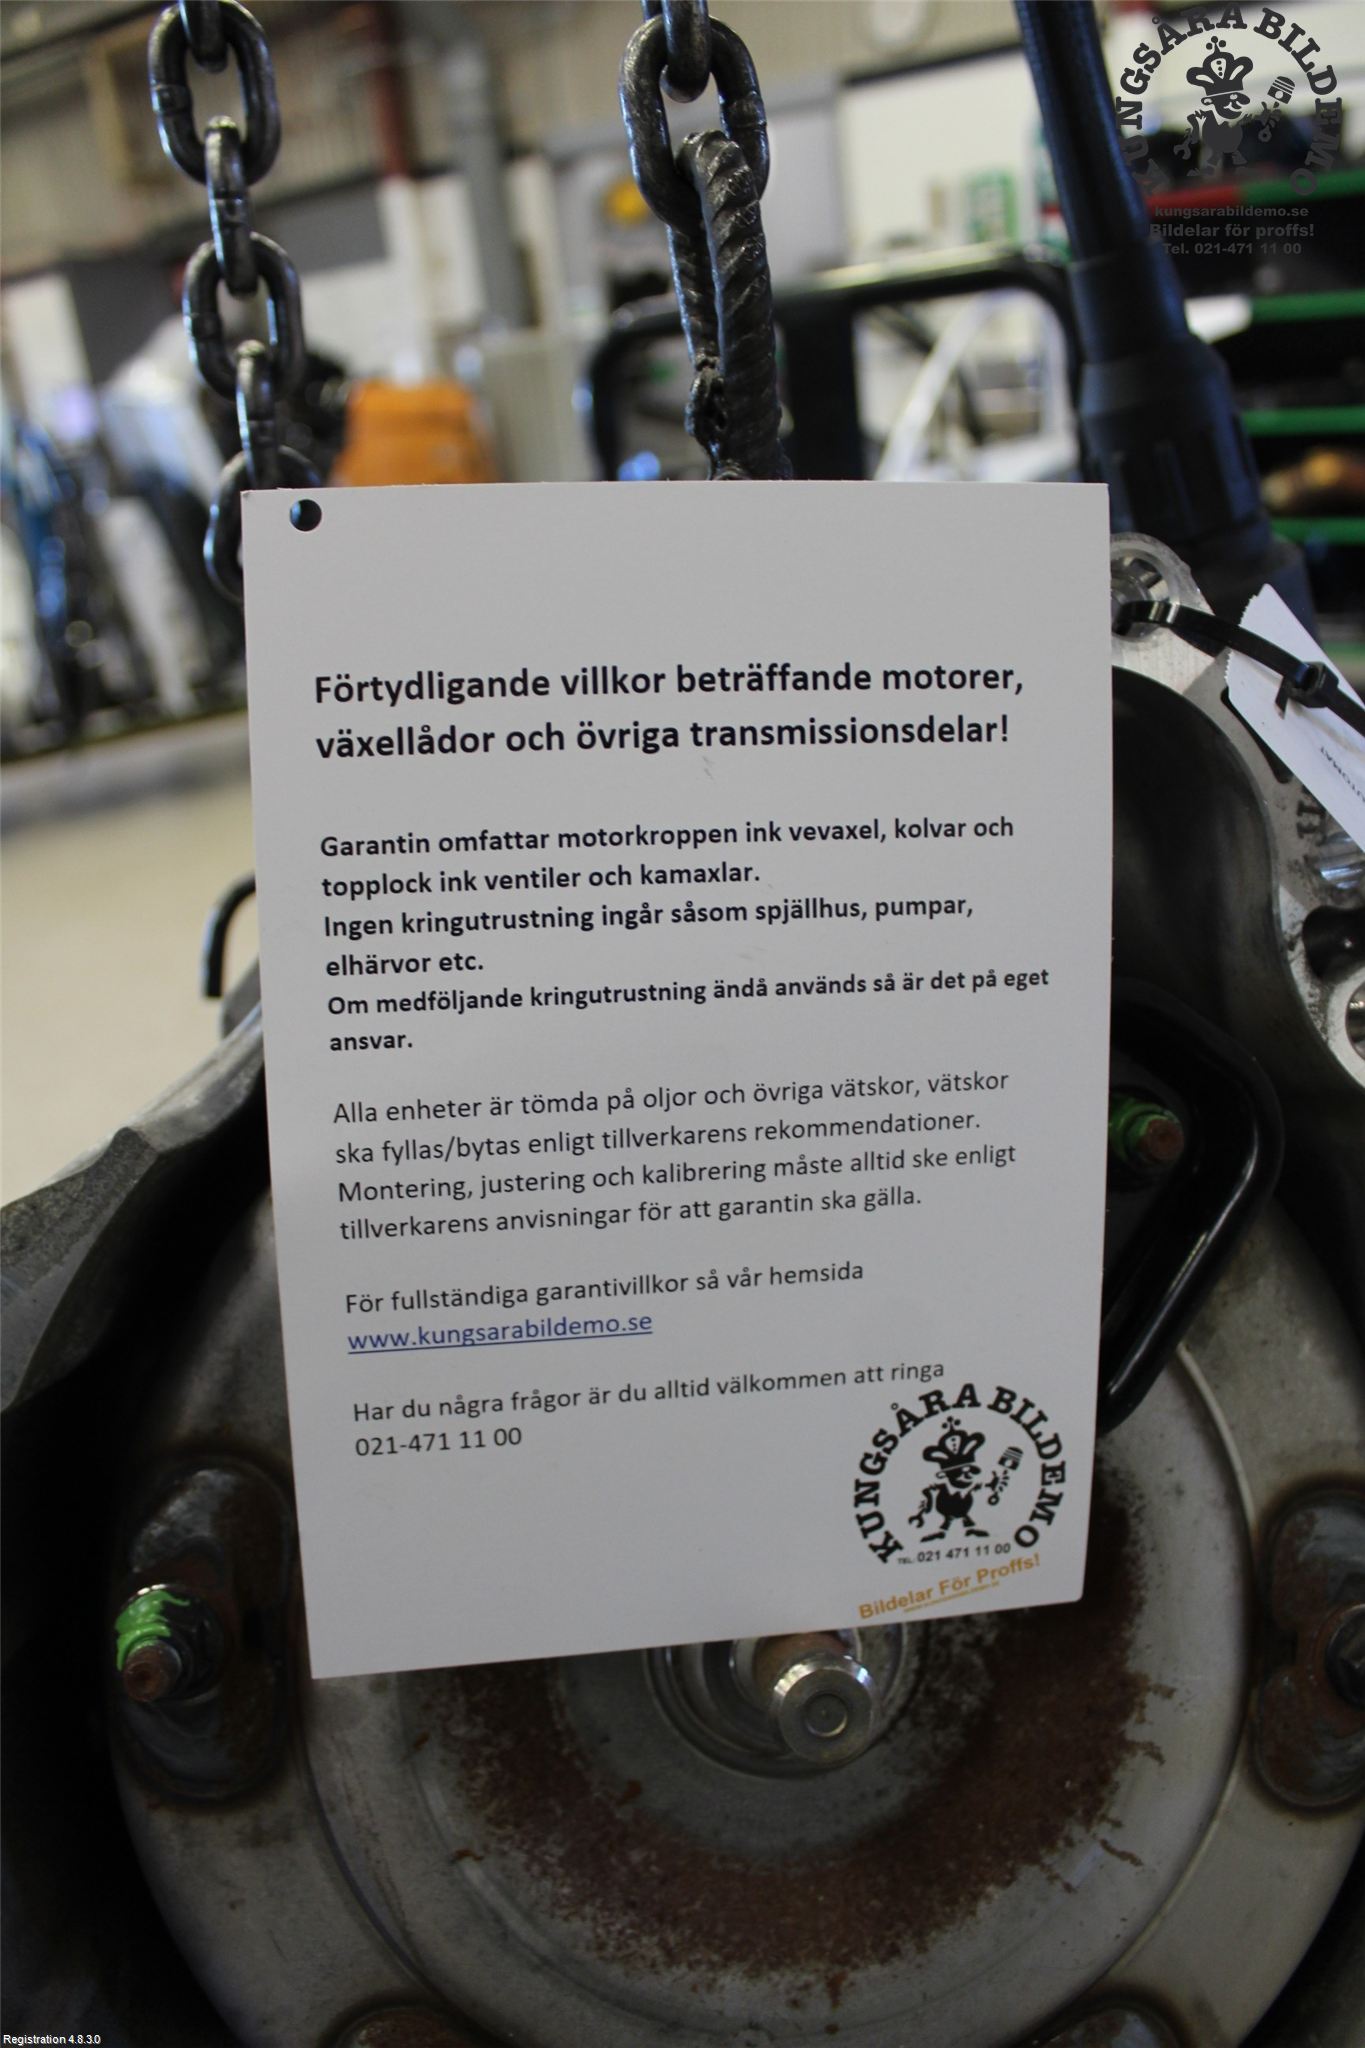 KUNGSÅRA BILDEMO
kungsarabildemo.se
Bildelar för proffs!
Tel. 021-471 11 00
Förtydligande villkor beträffande motorer,
växellådor och övriga transmissionsdelar!
Garantin omfattar motorkroppen ink vevaxel, kolvar och
topplock ink ventiler och kamaxlar.
Ingen kringutrustning ingår såsom spjällhus, pumpar,
elhärvor etc.
Om medföljande kringutrustning ändå används så är det på eget
ansvar.
Alla enheter är tömda på oljor och övriga vätskor, vätskor
ska fyllas/bytas enligt tillverkarens rekommendationer.
Montering, justering och kalibrering måste alltid ske enligt
tillverkarens anvisningar för att garantin ska gälla.
För fullständiga garantivillkor så vår hemsida
www.kungsarabildemo.se
Har du några frågor är du alltid välkommen att ringa
021-471 11 00
KUNGSÅRA BILDEMO
TEL. 021 471 11 00
Bildelar För Proffs!
Registration 4.8.3.0